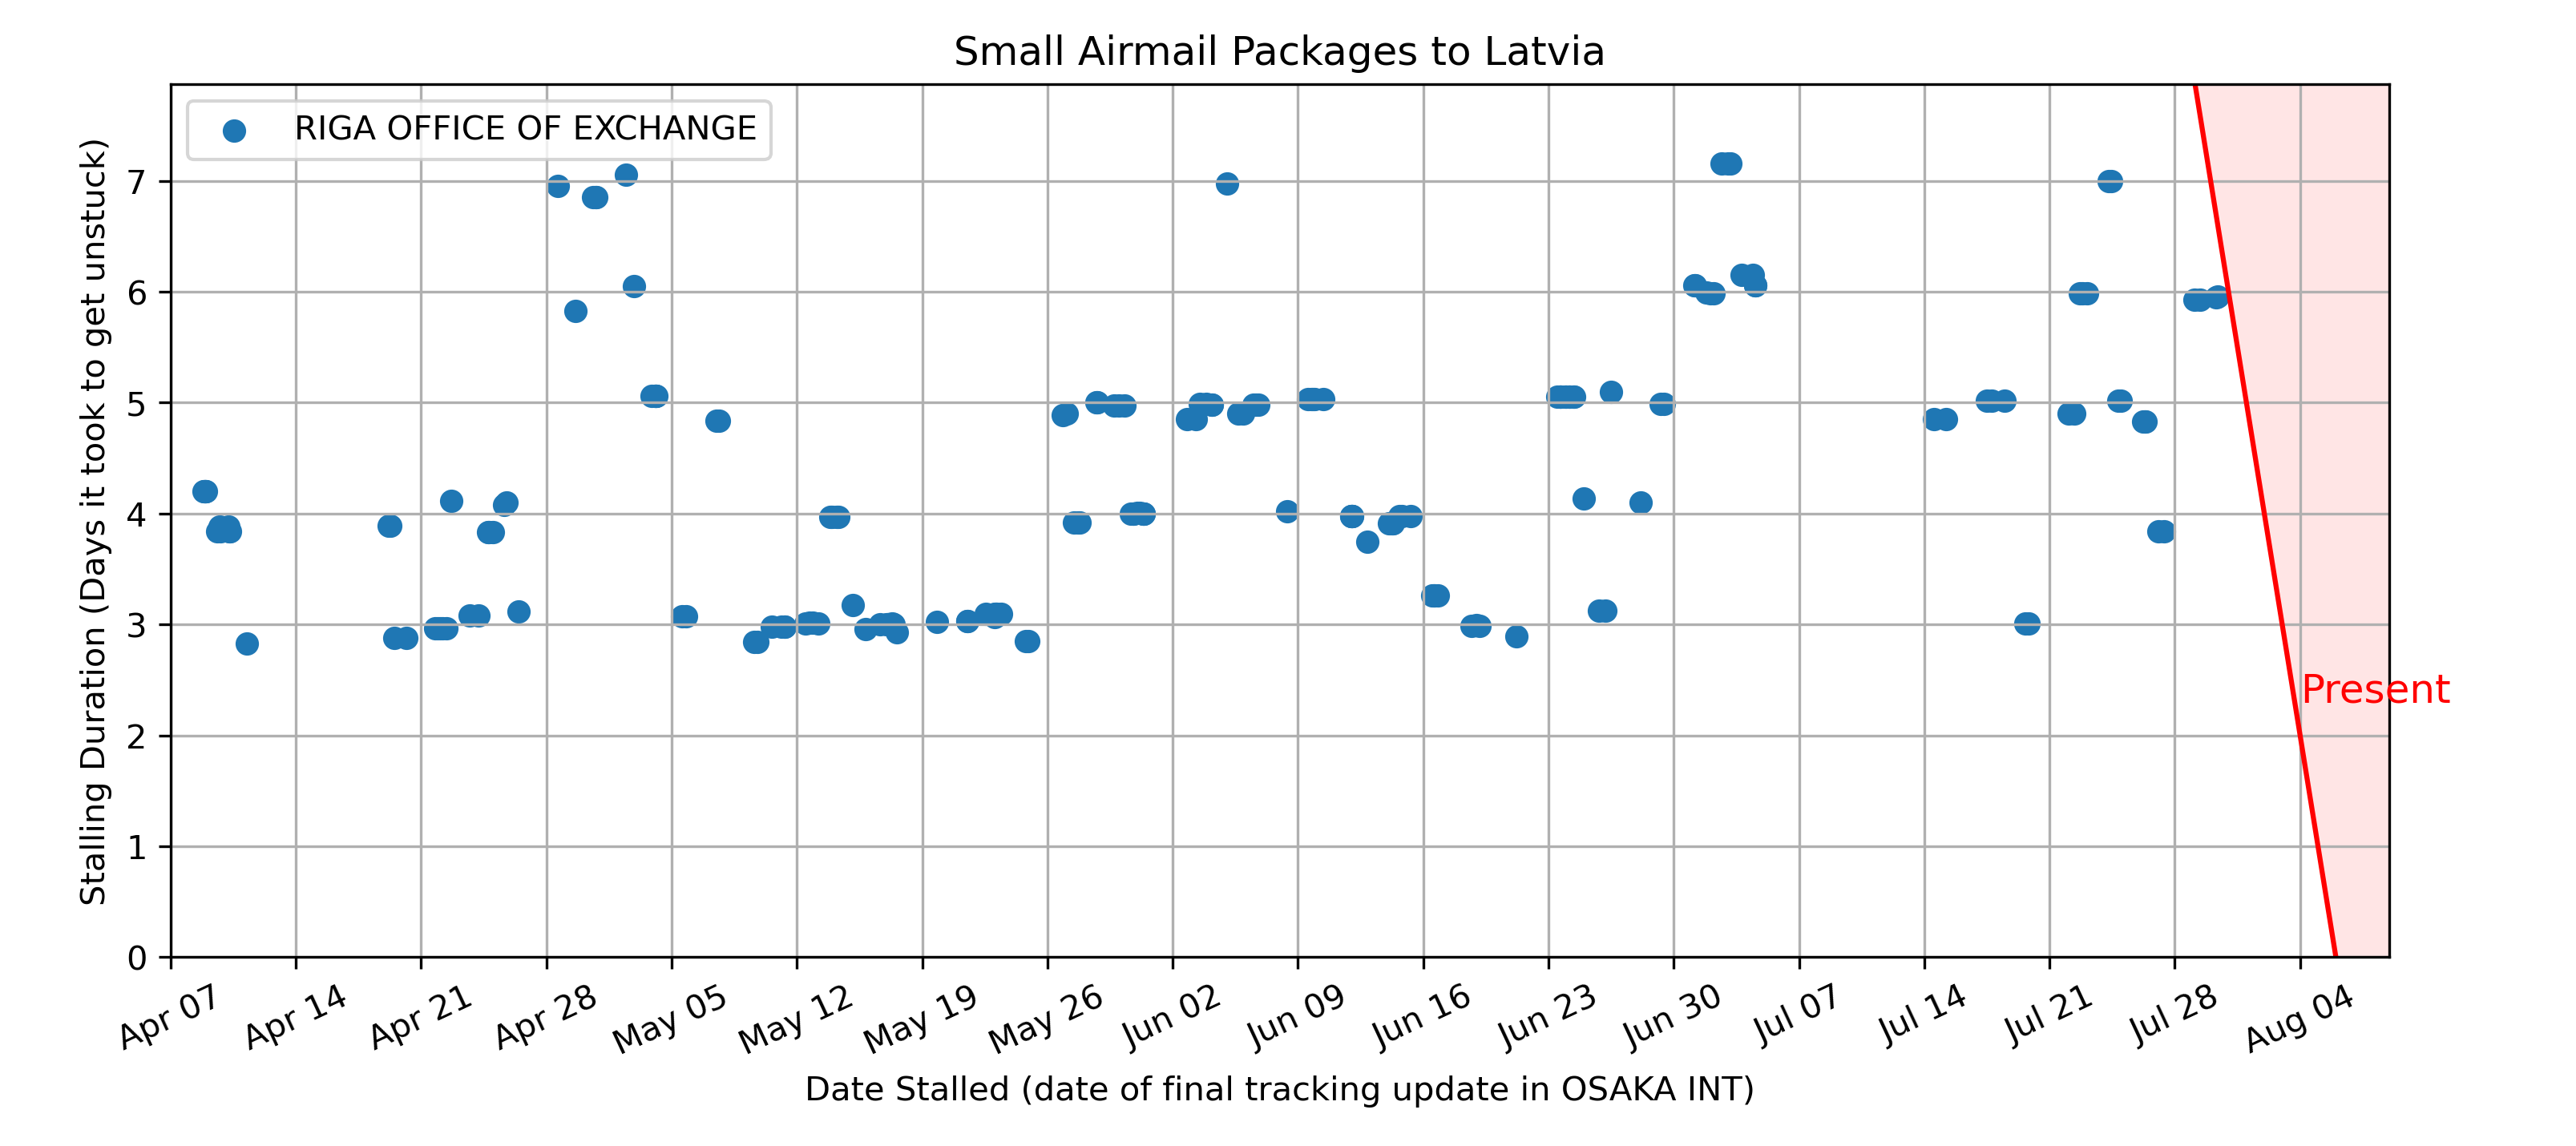 Small Airmail Packages to Latvia
RIGA OFFICE OF EXCHANGE
Stalling Duration (Days it took to get unstuck)
7
6
5
4
3
2
1
0
Present
Apr 07
Apr 14
Apr 21
Apr 28
May 05
May 12
May 19
May 26
Jun 02
Jun 09
Jun 16
Jun 23
Jun 30
Jul 07
Jul 14
Jul 21
Jul 28
Aug 04
Date Stalled (date of final tracking update in OSAKA INT)